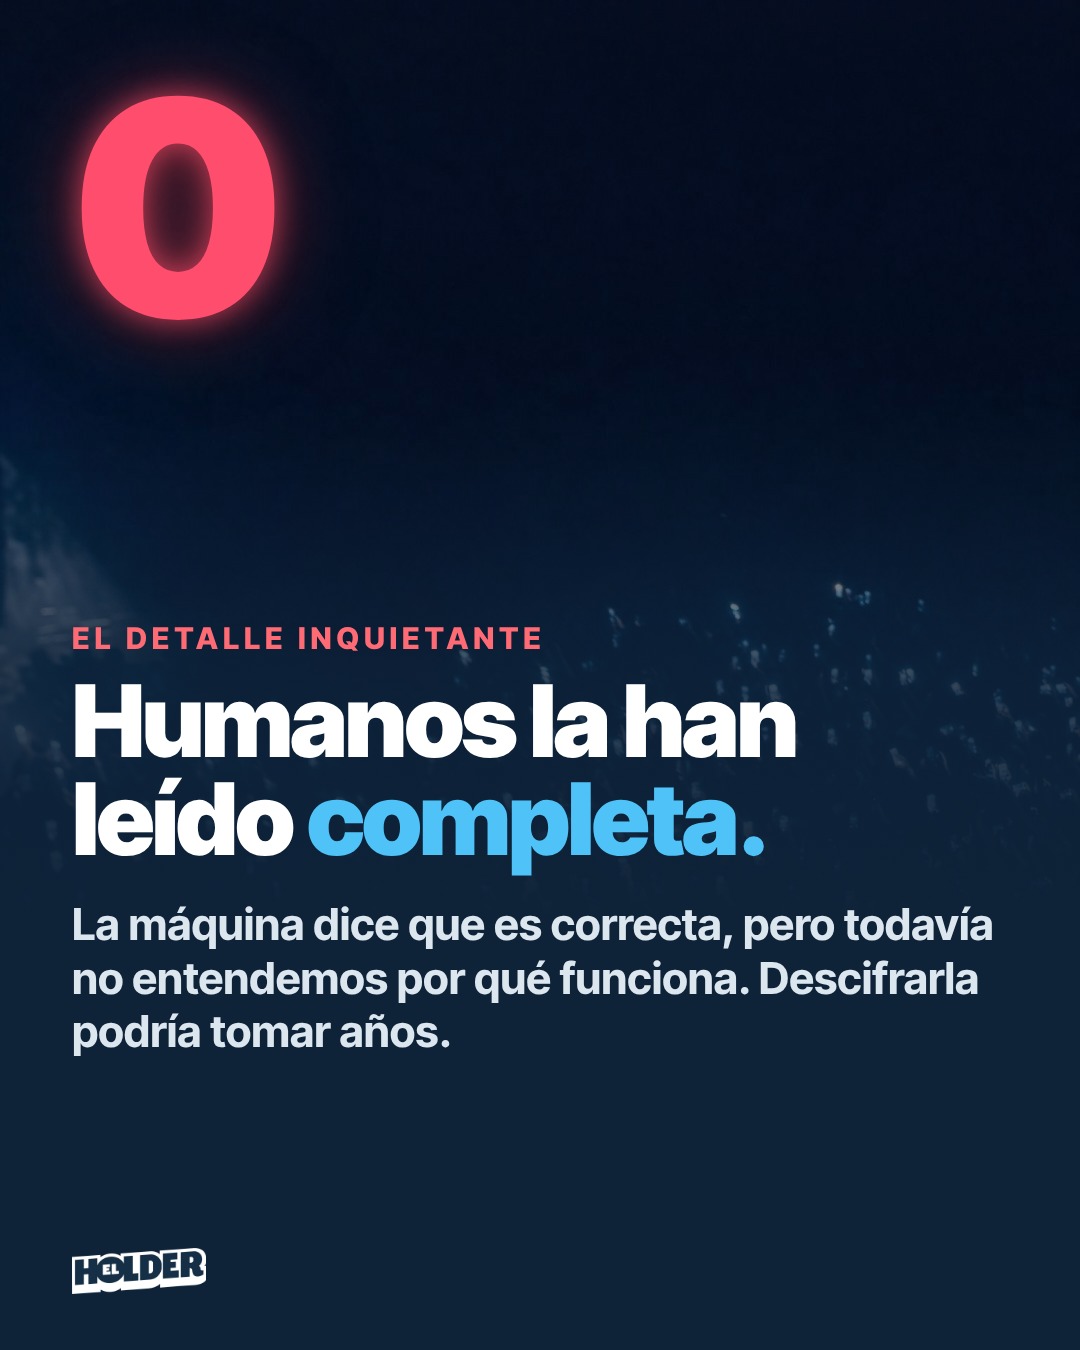 0
EL DETALLE INQUIETANTE
Humanos la han
leído completa.
La máquina dice que es correcta, pero todavía
no entendemos por qué funciona. Descifrarla
podría tomar años.
EL HOLDER